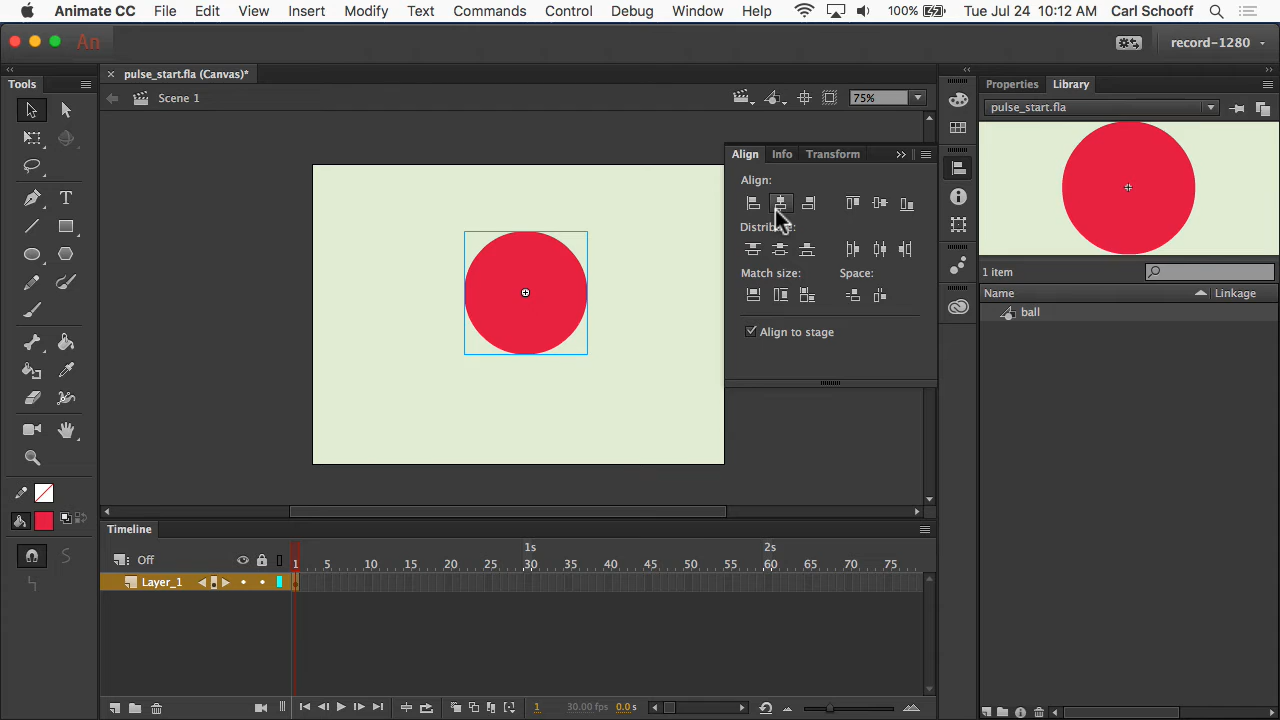 Animate CC File Edit View Insert Modify Text Commands Control Debug Window Help 100% Tue Jul 24 10:12 AM Carl Schooff
An record-1280
Tools
pulse_start.fla (Canvas)*
Properties Library
Scene 1
75%
pulse_start.fla
Align Info Transform
Align:
Distribute:
Match size: Space:
Align to stage
1 item
Name Linkage
ball
Timeline
1s 2s
Off 1 5 10 15 20 25 30 35 40 45 50 55 60 65 70 75
Layer_1
1 30.00 fps 0.0 s